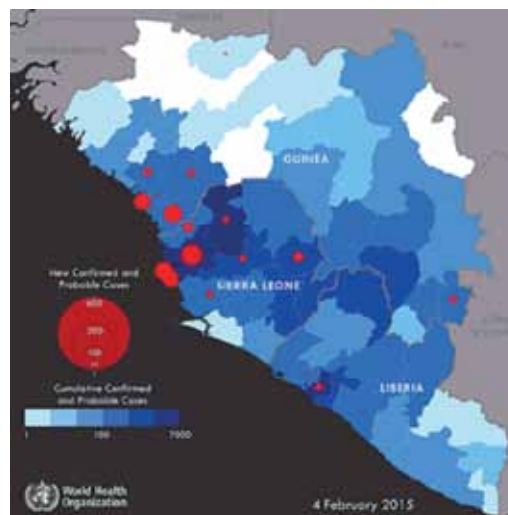 GUINEA
New Confirmed and
Probable Cases
SIERRA LEONE
100
LIBERIA
Cumulative Confirmed
and Probable Cases
1
100
7000
World Health
Organization
4 February 2015